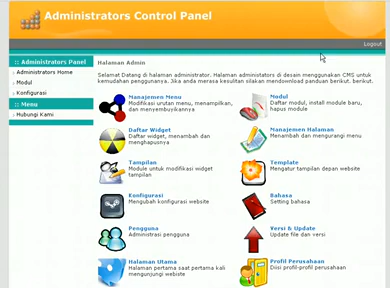 Administrators Control Panel
Logout
:: Administrators Panel
Administrators Home
Modul
Konfigurasi
:: Menu
Hubungi Kami
Halaman Admin
Selamat Datang di halaman administrator. Halaman administators di desain menggunakan CMS untuk
kemudahan penggunanya. Jika anda merasa kesulitan silakan mendownload panduan berikut. berikut.
Manajemen Menu
Modifikasi urutan menu, menampilkan,
dan menyembunyikannya
Modul
Daftar modul, install module baru,
hapus module
Daftar Widget
Daftar widget, menambah dan
menghapusnya
Manajemen Halaman
Menambah dan mengurangi menu
Tampilan
Module untuk modifikasi widget
tampilan
Template
Mengatur tampilan depan website
Konfigurasi
Mengubah konfigurasi website
Bahasa
Setting bahasa
Pengguna
Administrasi pengguna
Versi & Update
Update file dan versi
Halaman Utama
Halaman pertama saat pertama kali
mengunjungi website
Profil Perusahaan
Disi profil-profil perusahaan